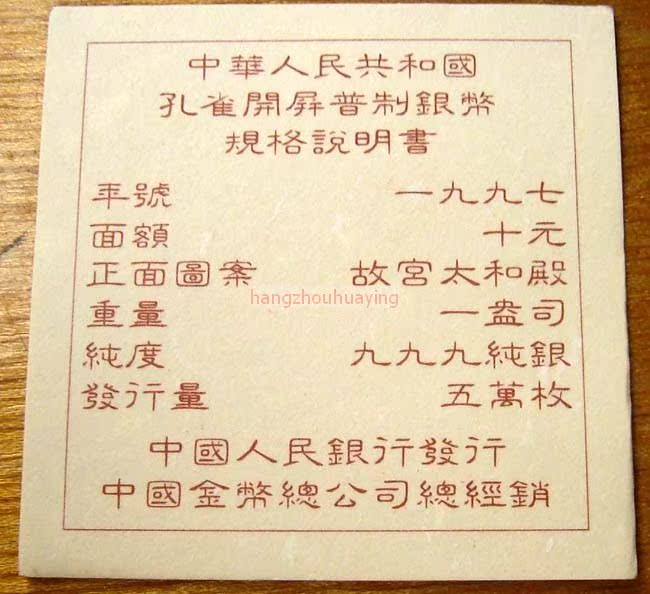 中華人民共和國
孔雀開屏普制銀幣
規格說明書
年號 一九九七
面額 十元
正面圖案 故宮太和殿
hangzhouhuaying
重量 一盎司
純度 九九九純銀
發行量 五萬枚
中國人民銀行發行
中國金幣總公司總經銷